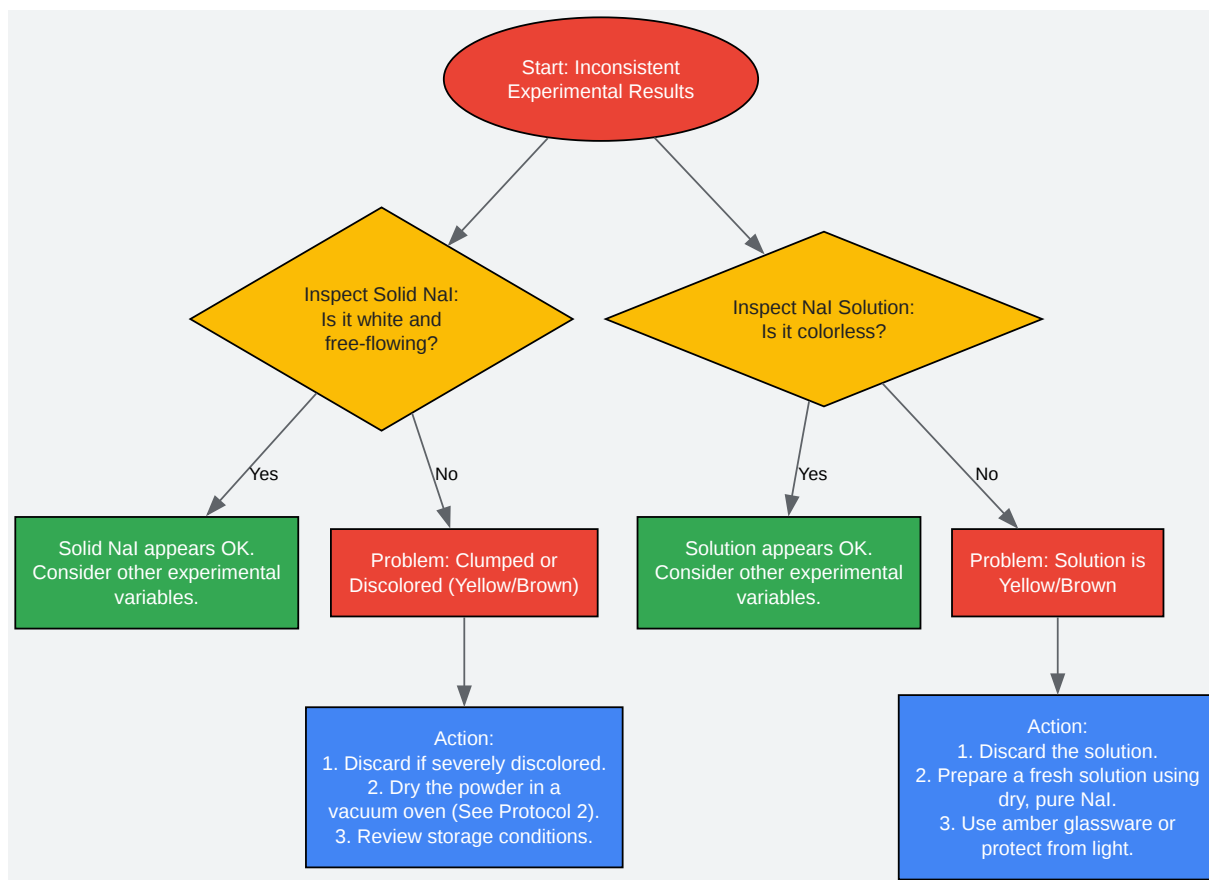 Start: Inconsistent
Experimental Results
Inspect Solid NaI:
Is it white and
free-flowing?
Inspect NaI Solution:
Is it colorless?
Yes
No
Yes
No
Solid NaI appears OK.
Consider other experimental
variables.
Problem: Clumped or
Discolored (Yellow/Brown)
Solution appears OK.
Consider other experimental
variables.
Problem: Solution is
Yellow/Brown
Action:
1. Discard if severely discolored.
2. Dry the powder in a
vacuum oven (See Protocol 2).
3. Review storage conditions.
Action:
1. Discard the solution.
2. Prepare a fresh solution using
dry, pure NaI.
3. Use amber glassware or
protect from light.